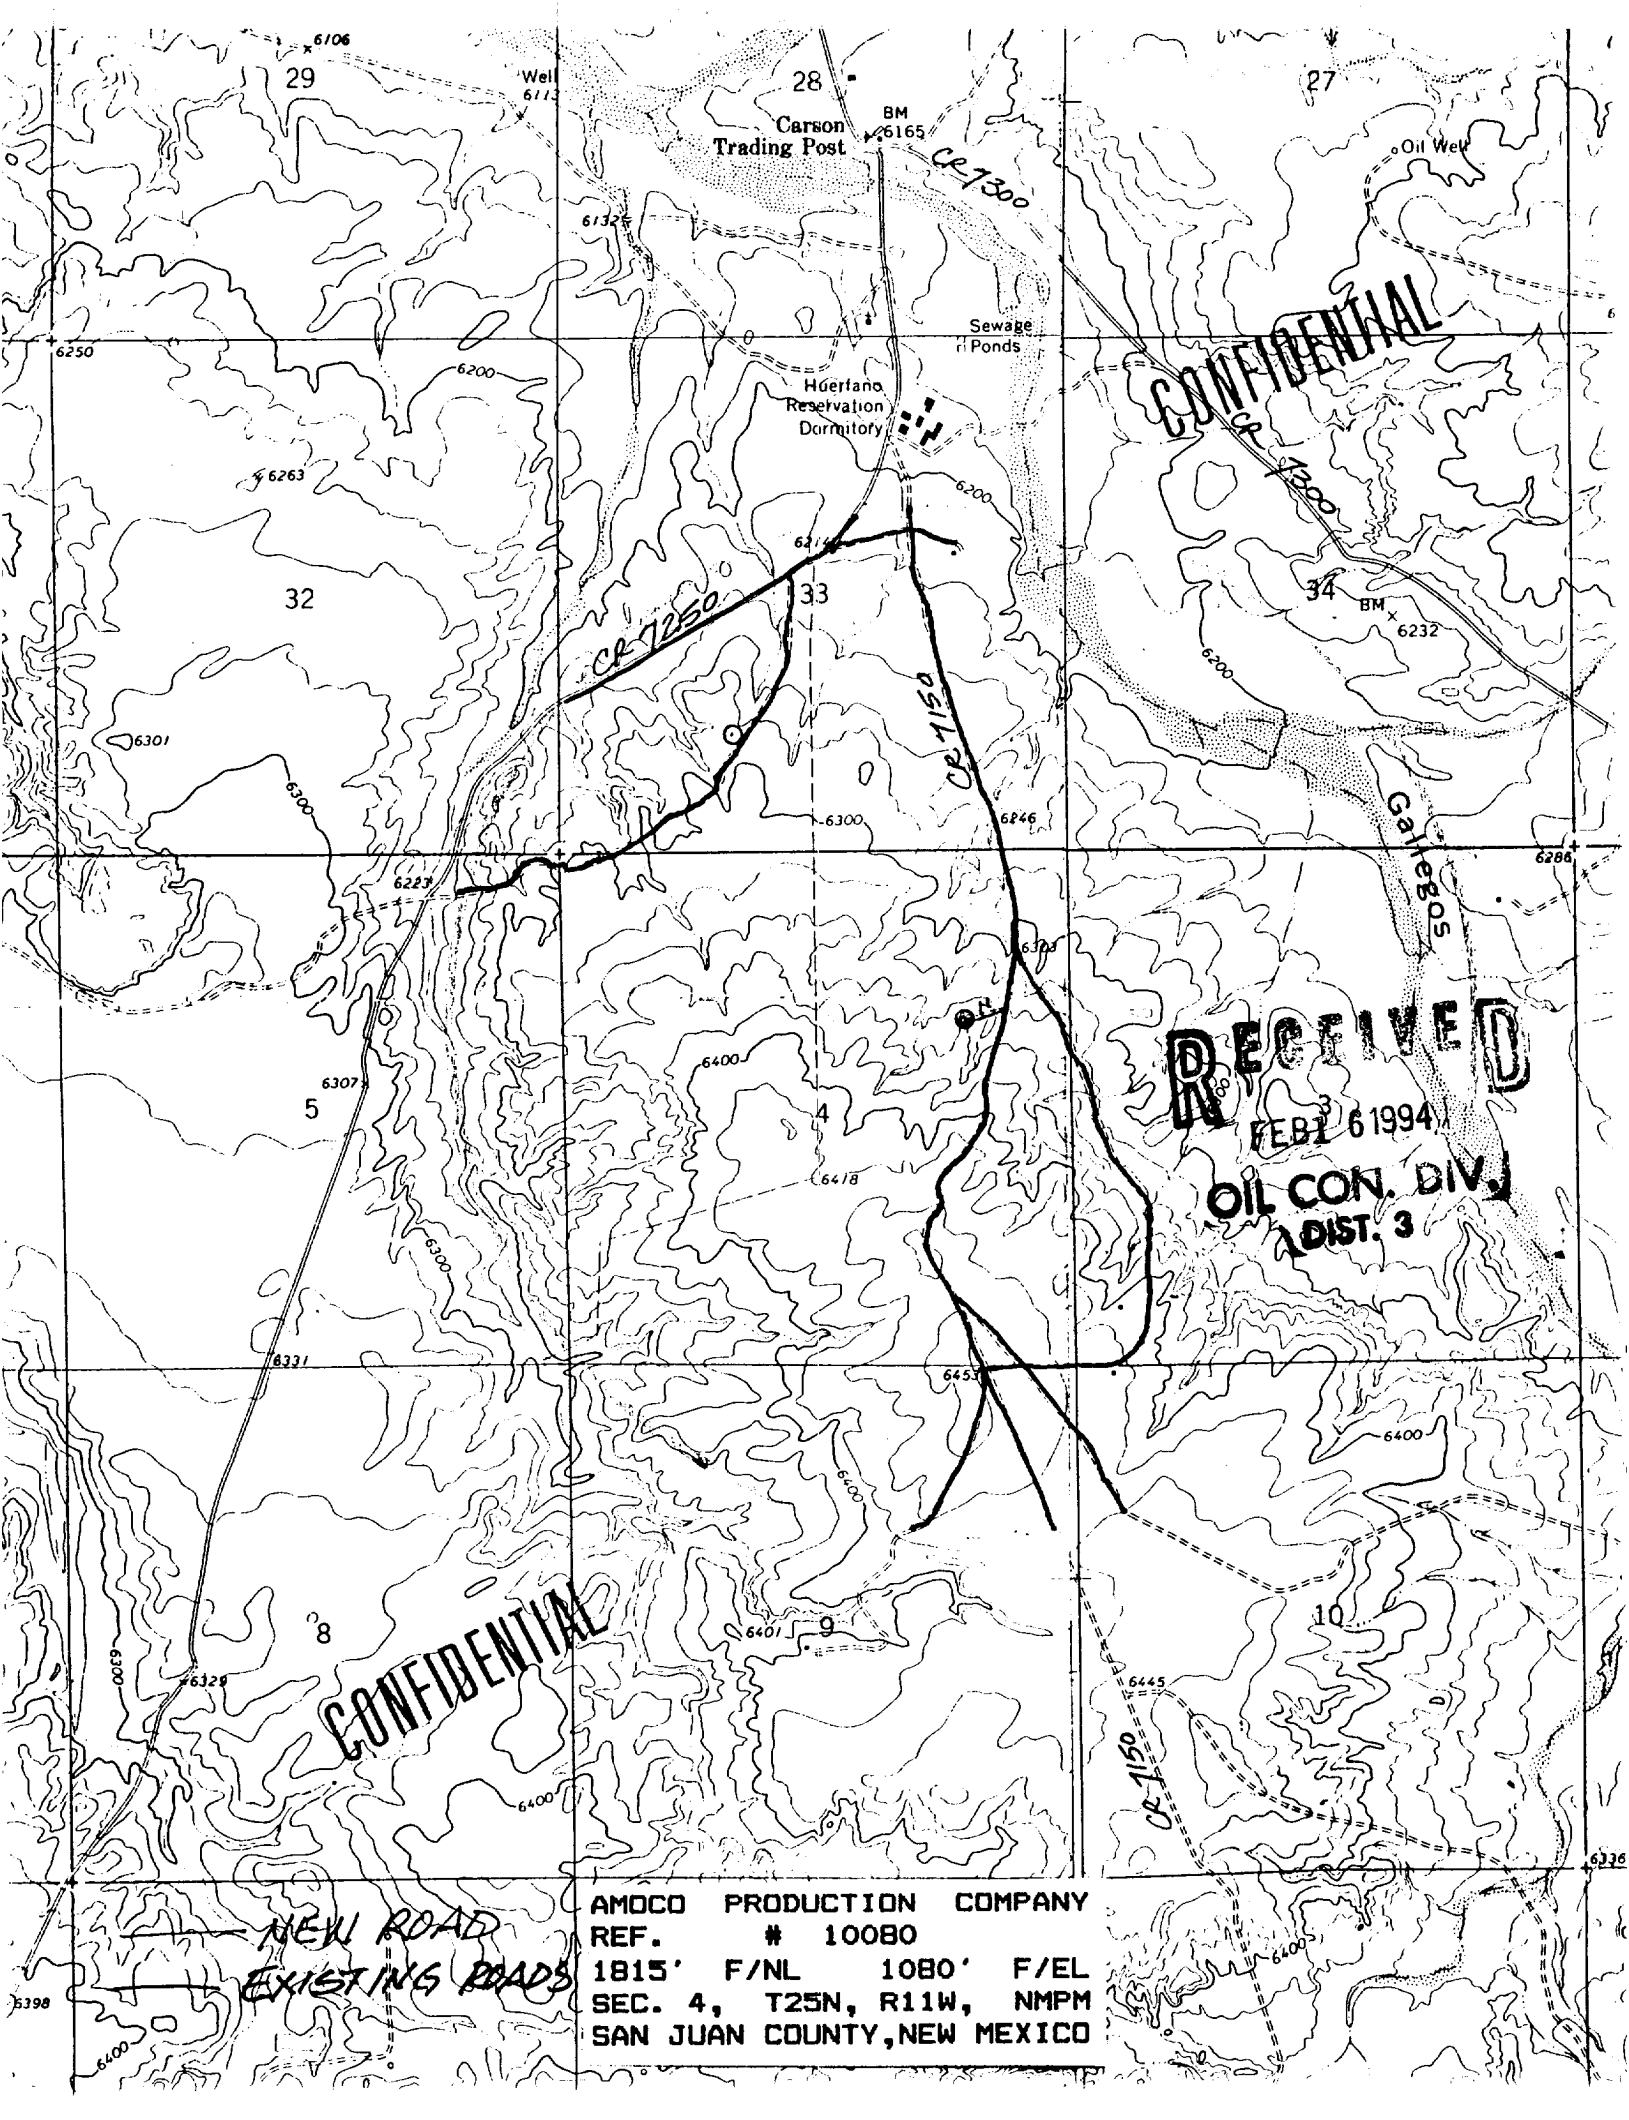 6106
29
Well
6113
28
27
Carson
Trading Post
BM
6165
CR 7300
Oil Well
6132
Sewage
Ponds
6250
6200
CONFIDENTIAL
Huerfano
Reservation
Dormitory
6263
6200
CR 7300
32
33
34
BM
6232
CR 7250
6200
CR 7150
6301
6300
6300
6246
Gallegos
6286
6223
6303
N
6400
6307
5
4
3
RECEIVED
FEB 16 1994
6418
OIL CON. DIV.
DIST. 3
6300
6331
6453
6400
6400
8
9
10
6401
CONFIDENTIAL
6300
6329
6445
CR 7150
6400
6336
NEW ROAD
EXISTING ROADS
6398
6400
6400
AMOCO PRODUCTION COMPANY
REF. # 10080
1815' F/NL 1080' F/EL
SEC. 4, T25N, R11W, NMPM
SAN JUAN COUNTY, NEW MEXICO